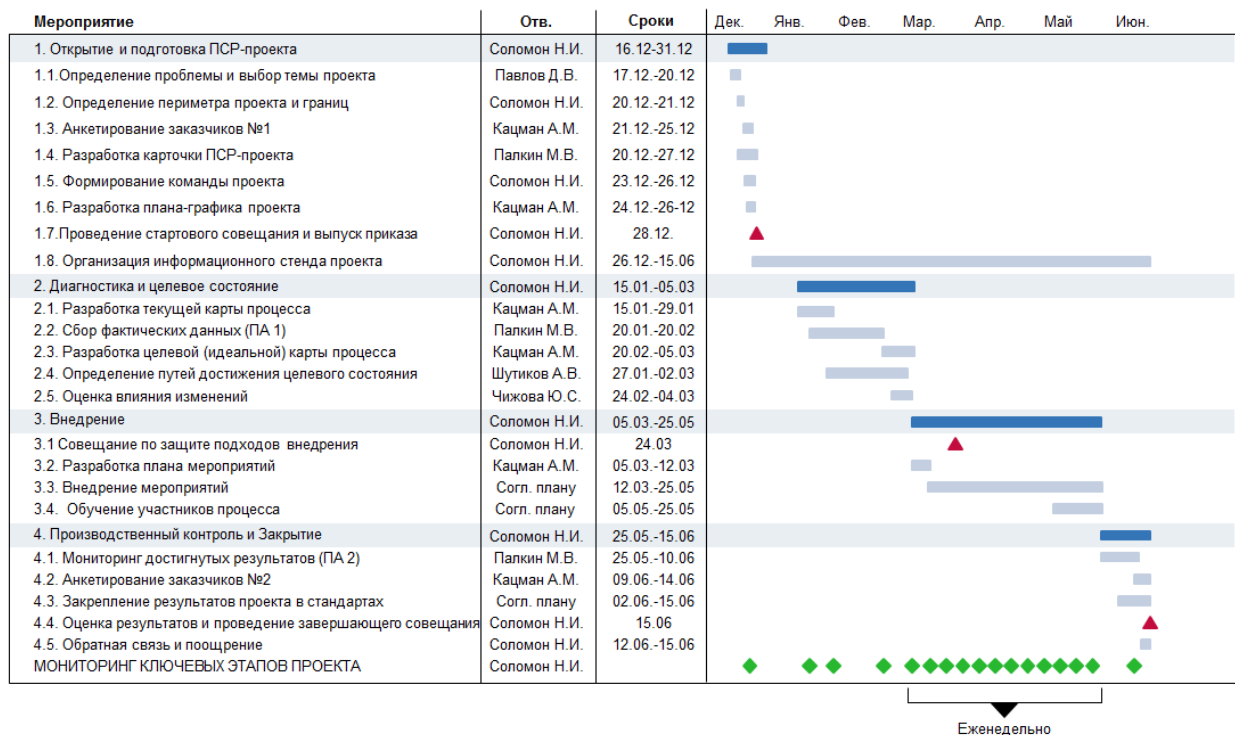 Мероприятие Отв. Сроки Дек. Янв. Фев. Мар. Апр. Май Июн.
1. Открытие и подготовка ПСР-проекта Соломон Н.И. 16.12-31.12
1.1.Определение проблемы и выбор темы проекта Павлов Д.В. 17.12.-20.12
1.2. Определение периметра проекта и границ Соломон Н.И. 20.12.-21.12
1.3. Анкетирование заказчиков №1 Кацман А.М. 21.12.-25.12
1.4. Разработка карточки ПСР-проекта Палкин М.В. 20.12.-27.12
1.5. Формирование команды проекта Соломон Н.И. 23.12.-26.12
1.6. Разработка плана-графика проекта Кацман А.М. 24.12.-26-12
1.7.Проведение стартового совещания и выпуск приказа Соломон Н.И. 28.12.
1.8. Организация информационного стенда проекта Соломон Н.И. 26.12.-15.06
2. Диагностика и целевое состояние Соломон Н.И. 15.01.-05.03
2.1. Разработка текущей карты процесса Кацман А.М. 15.01.-29.01
2.2. Сбор фактических данных (ПА 1) Палкин М.В. 20.01.-20.02
2.3. Разработка целевой (идеальной) карты процесса Кацман А.М. 20.02.-05.03
2.4. Определение путей достижения целевого состояния Шутиков А.В. 27.01.-02.03
2.5. Оценка влияния изменений Чижова Ю.С. 24.02.-04.03
3. Внедрение Соломон Н.И. 05.03.-25.05
3.1 Совещание по защите подходов внедрения Соломон Н.И. 24.03
3.2. Разработка плана мероприятий Кацман А.М. 05.03.-12.03
3.3. Внедрение мероприятий Согл. плану 12.03.-25.05
3.4. Обучение участников процесса Согл. плану 05.05.-25.05
4. Производственный контроль и Закрытие Соломон Н.И. 25.05.-15.06
4.1. Мониторинг достигнутых результатов (ПА 2) Палкин М.В. 25.05.-10.06
4.2. Анкетирование заказчиков №2 Кацман А.М. 09.06.-14.06
4.3. Закрепление результатов проекта в стандартах Согл. плану 02.06.-15.06
4.4. Оценка результатов и проведение завершающего совещания Соломон Н.И. 15.06
4.5. Обратная связь и поощрение Соломон Н.И. 12.06.-15.06
МОНИТОРИНГ КЛЮЧЕВЫХ ЭТАПОВ ПРОЕКТА Соломон Н.И.
Еженедельно